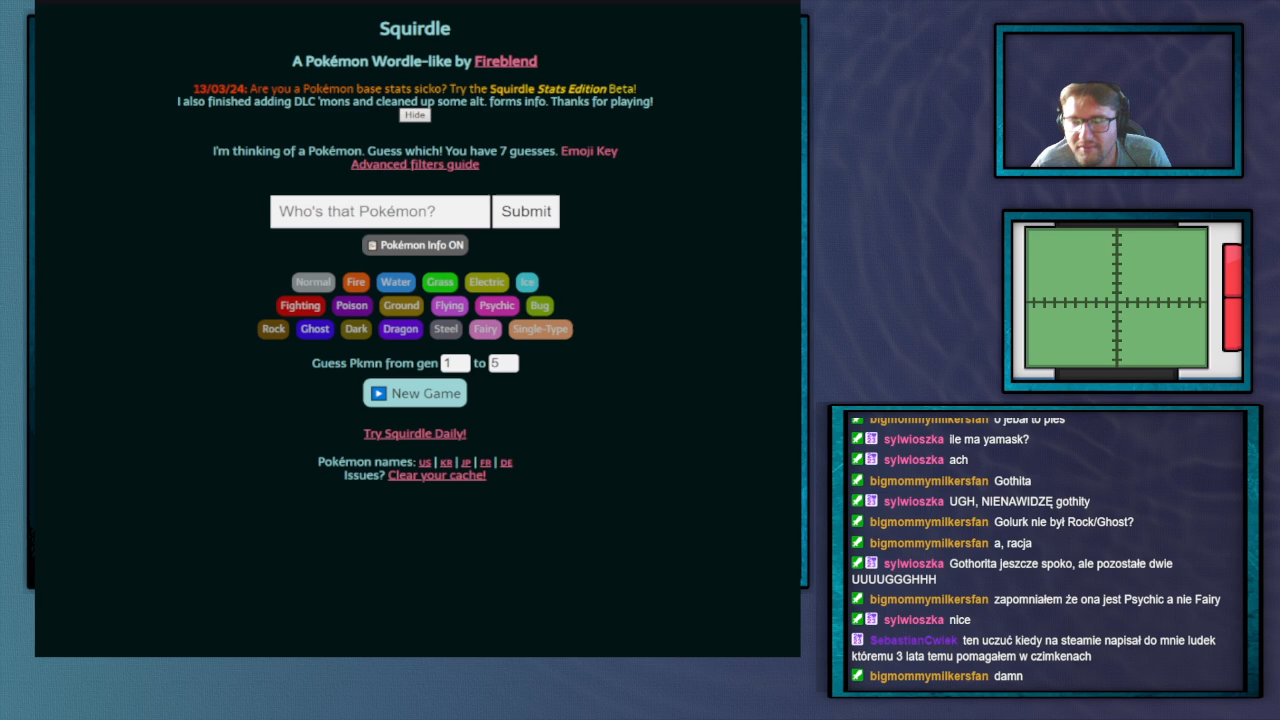 Squirdle
A Pokémon Wordle-like by Fireblend
13/03/24: Are you a Pokémon base stats sicko? Try the Squirdle Stats Edition Beta!
I also finished adding DLC 'mons and cleaned up some alt. forms info. Thanks for playing!
Hide
I'm thinking of a Pokémon. Guess which! You have 7 guesses. Emoji Key
Advanced filters guide
Who's that Pokémon? Submit
Pokémon Info ON
Normal Fire Water Grass Electric Ice
Fighting Poison Ground Flying Psychic Bug
Rock Ghost Dark Dragon Steel Fairy Single-Type
Guess Pkmn from gen 1 to 5
New Game
Try Squirdle Daily!
Pokémon names: US | KR | JP | FR | DE
Issues? Clear your cache!
bigmommymilkersfan o jebał to pies
sylwioszka ile ma yamask?
sylwioszka ach
bigmommymilkersfan Gothita
sylwioszka UGH, NIENAWIDZĘ gothity
bigmommymilkersfan Golurk nie był Rock/Ghost?
bigmommymilkersfan a, racja
sylwioszka Gothorita jeszcze spoko, ale pozostałe dwie
UUUUGGGHHH
bigmommymilkersfan zapomniałem że ona jest Psychic a nie Fairy
sylwioszka nice
SebastianCwiek ten uczuć kiedy na steamie napisał do mnie ludek
któremu 3 lata temu pomagałem w czimkenach
bigmommymilkersfan damn